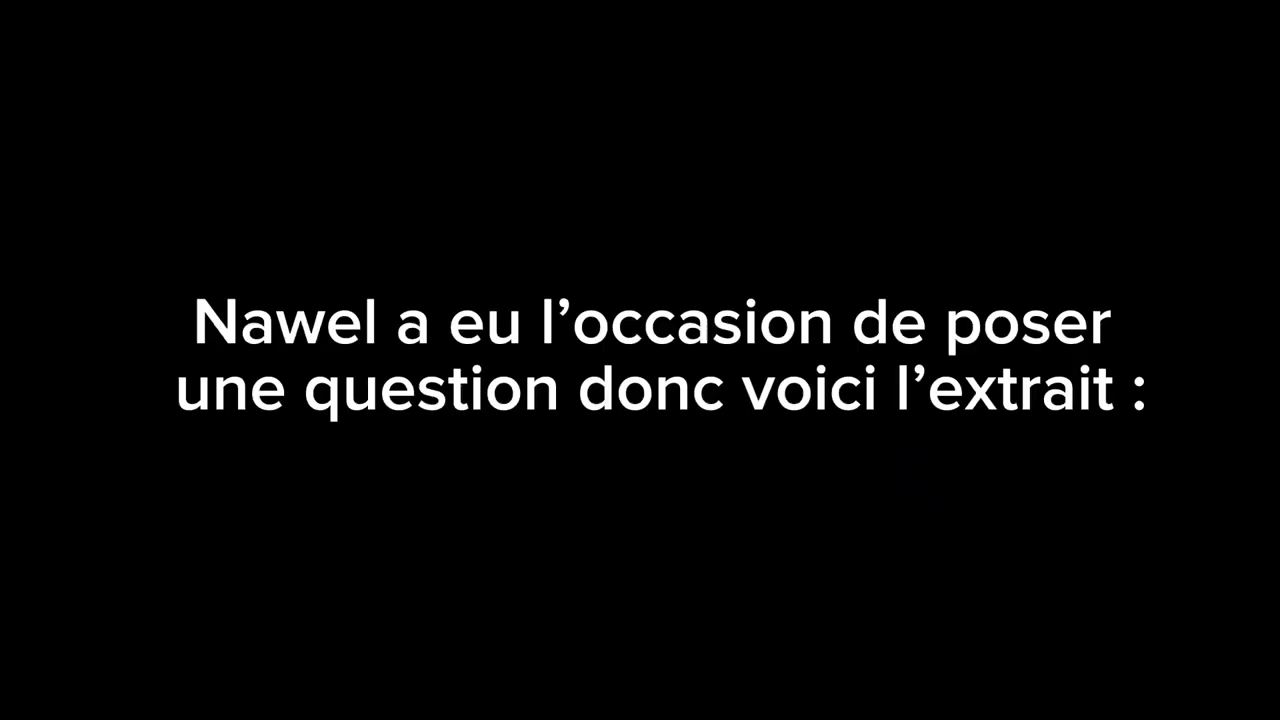 Nawel a eu l’occasion de poser
une question donc voici l’extrait :